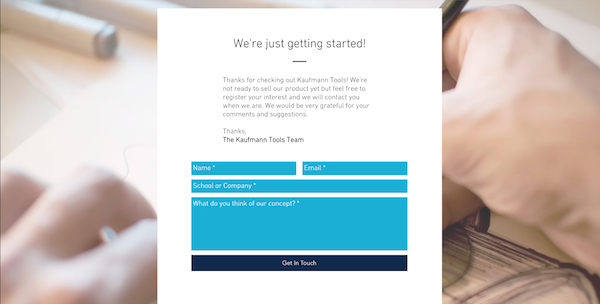 We're just getting started!
Thanks for checking out Kaufmann Tools! We're
not ready to sell our product yet but feel free to
register your interest and we will contact you
when we are. We would be very grateful for your
comments and suggestions.
Thanks,
The Kaufmann Tools Team
Name * Email *
School or Company *
What do you think of our concept? *
Get In Touch